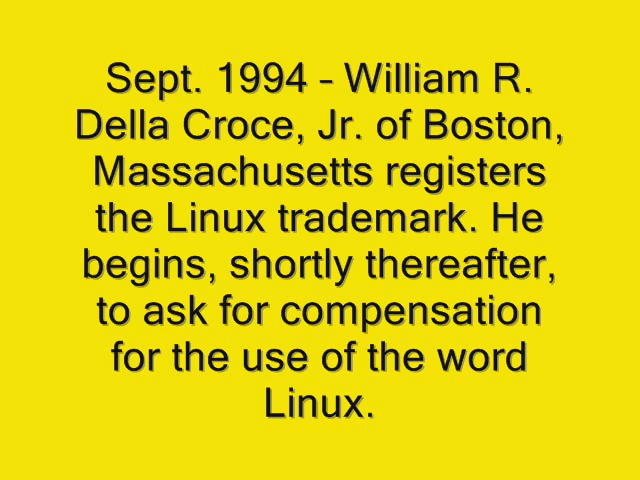 Sept. 1994 – William R.
Della Croce, Jr. of Boston,
Massachusetts registers
the Linux trademark. He
begins, shortly thereafter,
to ask for compensation
for the use of the word
Linux.